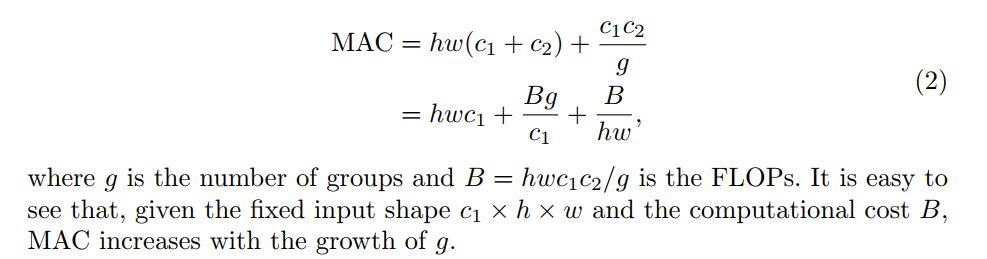 MAC = hw(c₁ + c₂) + c₁c₂/g
= hwc₁ + Bg/c₁ + B/hw, (2)
where g is the number of groups and B = hwc₁c₂/g is the FLOPs. It is easy to
see that, given the fixed input shape c₁ × h × w and the computational cost B,
MAC increases with the growth of g.